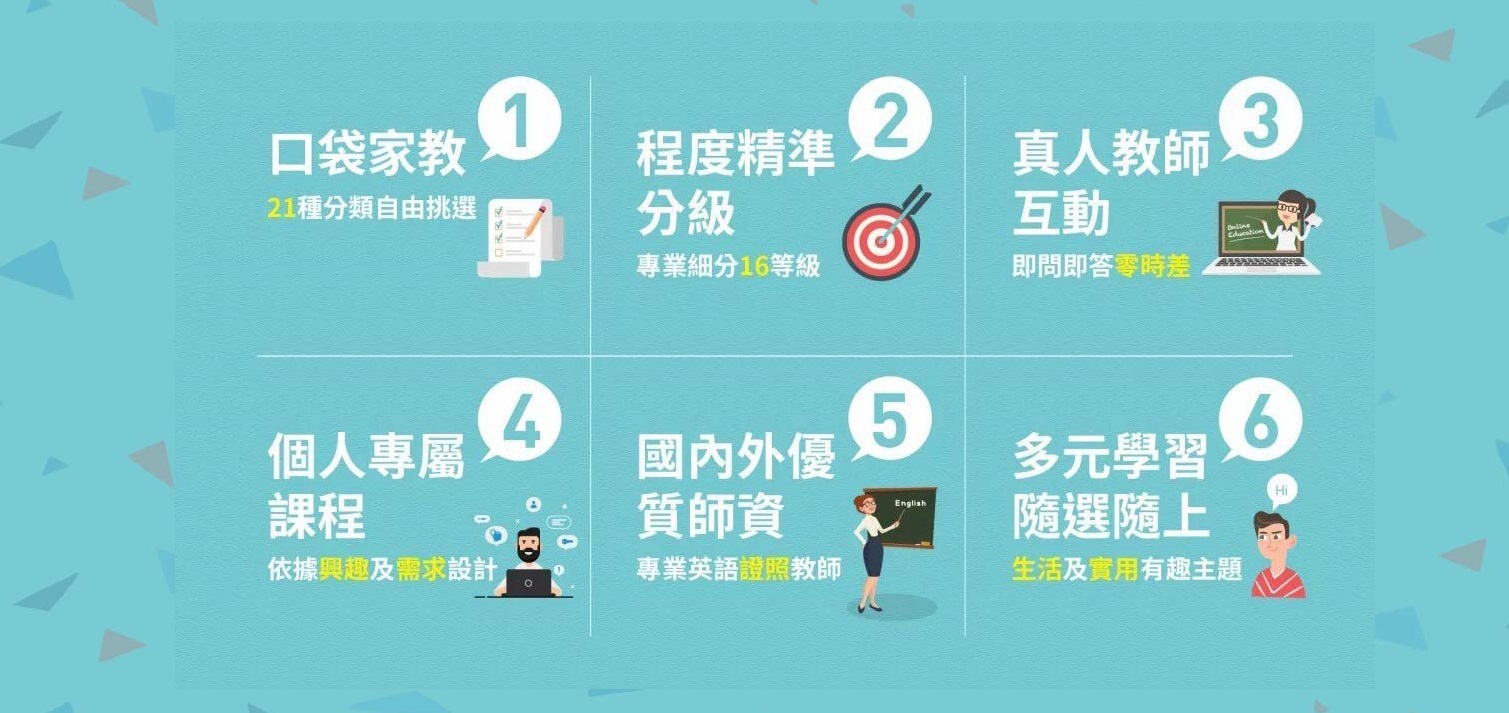 1
口袋家教
21種分類自由挑選
2
程度精準
分級
專業細分16等級
3
真人教師
互動
即問即答零時差
Online
Education
4
個人專屬
課程
依據興趣及需求設計
5
國內外優
質師資
專業英語證照教師
English
6
多元學習
隨選隨上
生活及實用有趣主題
Hi